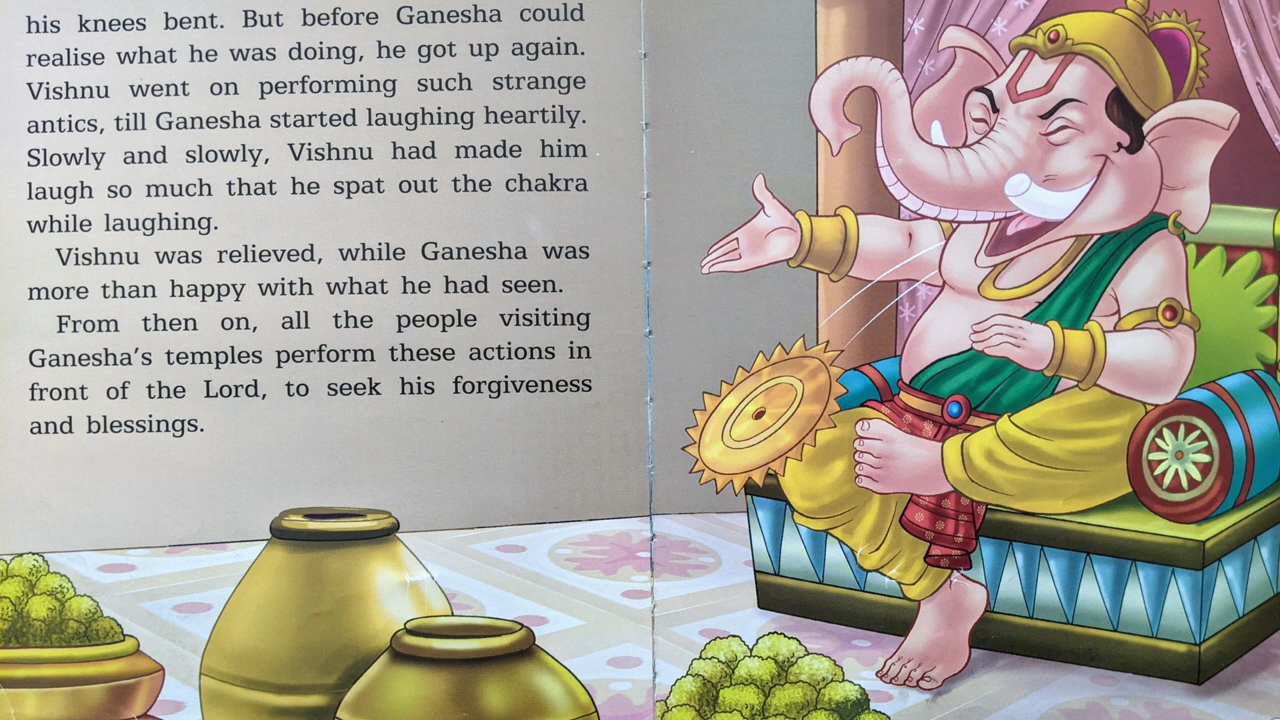 his knees bent. But before Ganesha could
realise what he was doing, he got up again.
Vishnu went on performing such strange
antics, till Ganesha started laughing heartily.
Slowly and slowly, Vishnu had made him
laugh so much that he spat out the chakra
while laughing.
Vishnu was relieved, while Ganesha was
more than happy with what he had seen.
From then on, all the people visiting
Ganesha’s temples perform these actions in
front of the Lord, to seek his forgiveness
and blessings.